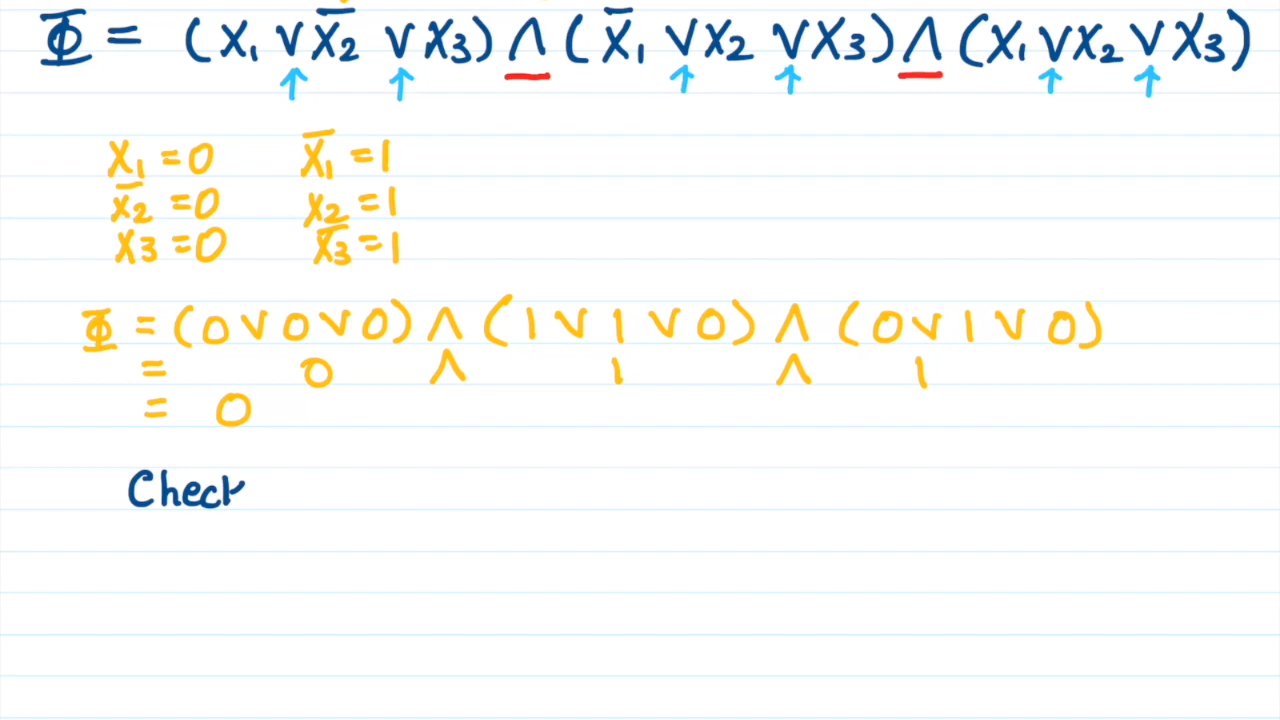 Φ = (x₁ ∨ x̅₂ ∨ x₃) ∧ (x̅₁ ∨ x₂ ∨ x₃) ∧ (x₁ ∨ x₂ ∨ x₃)
x₁ = 0 x̅₁ = 1
x̅₂ = 0 x₂ = 1
x₃ = 0 x̅₃ = 1
Φ = (0 ∨ 0 ∨ 0) ∧ (1 ∨ 1 ∨ 0) ∧ (0 ∨ 1 ∨ 0)
= 0 ∧ 1 ∧ 1
= 0
Check